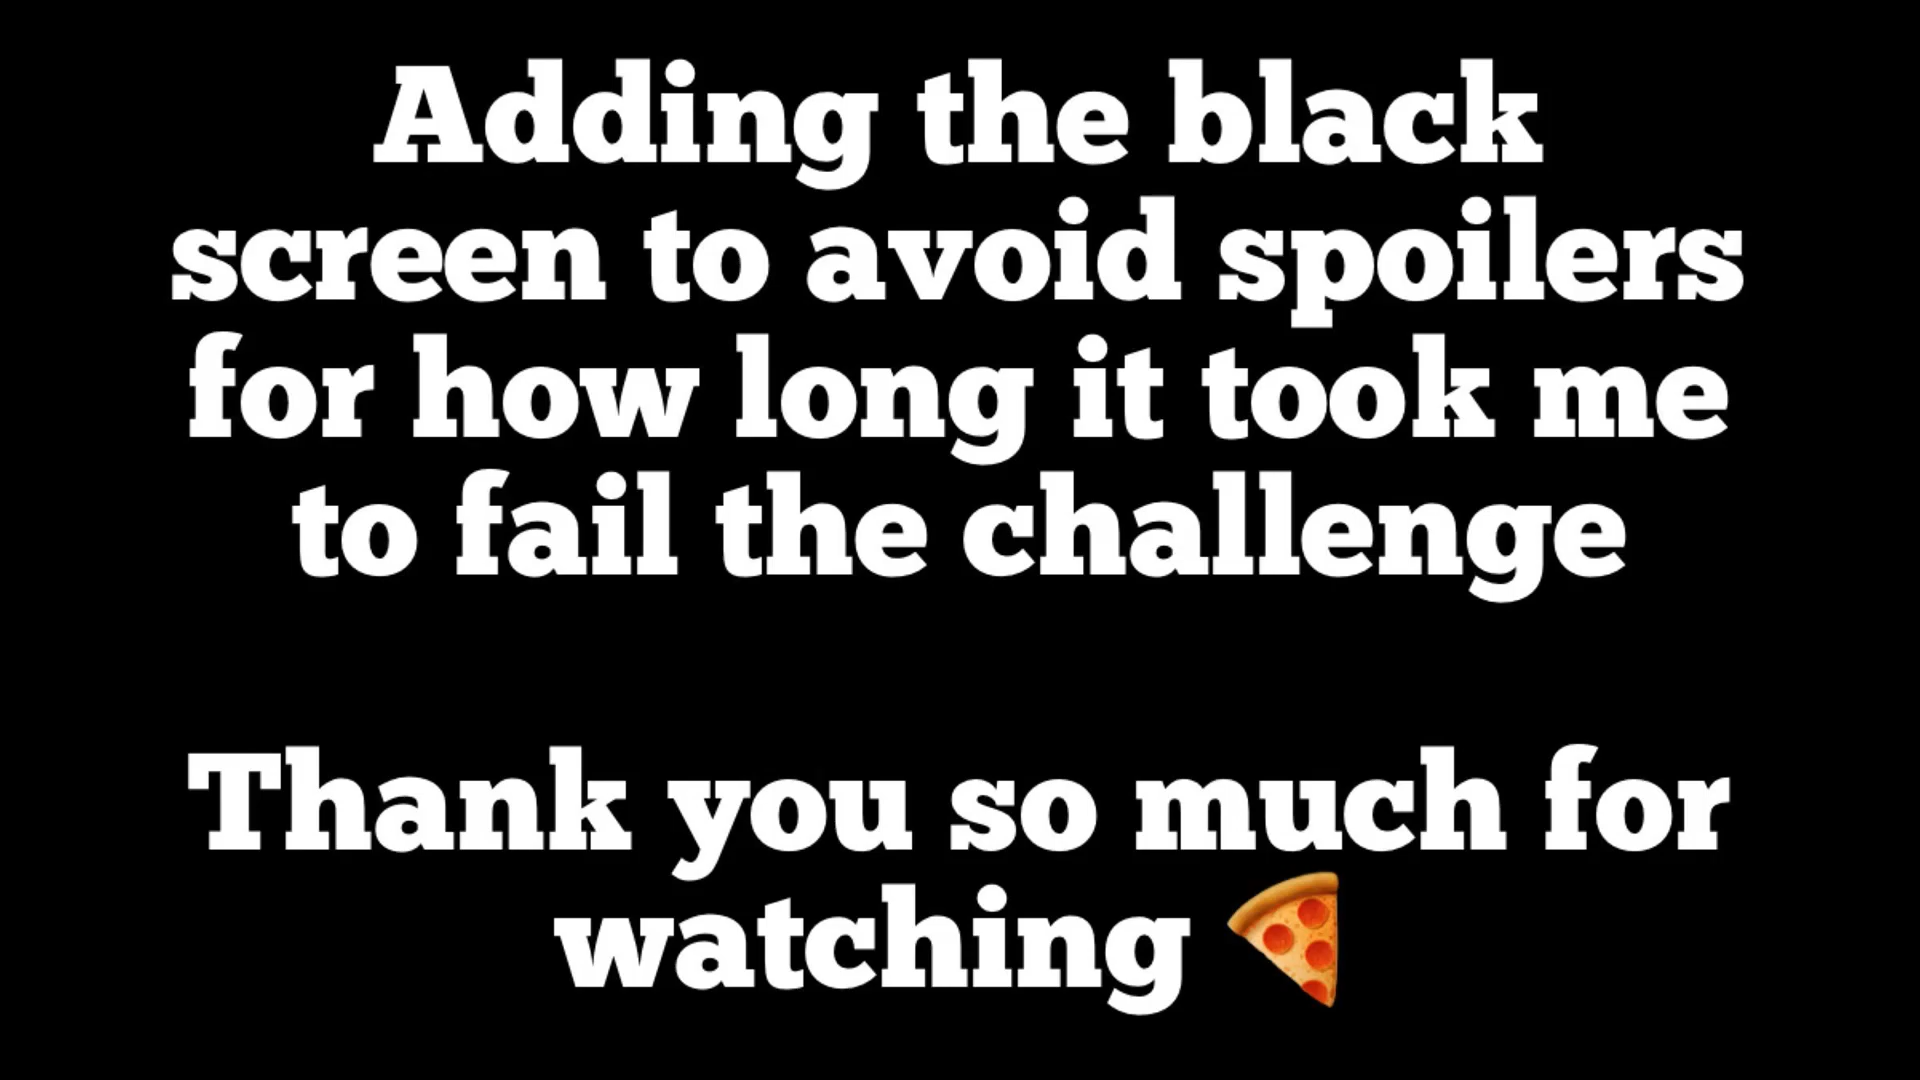 Adding the black
screen to avoid spoilers
for how long it took me
to fail the challenge
Thank you so much for
watching 🍕